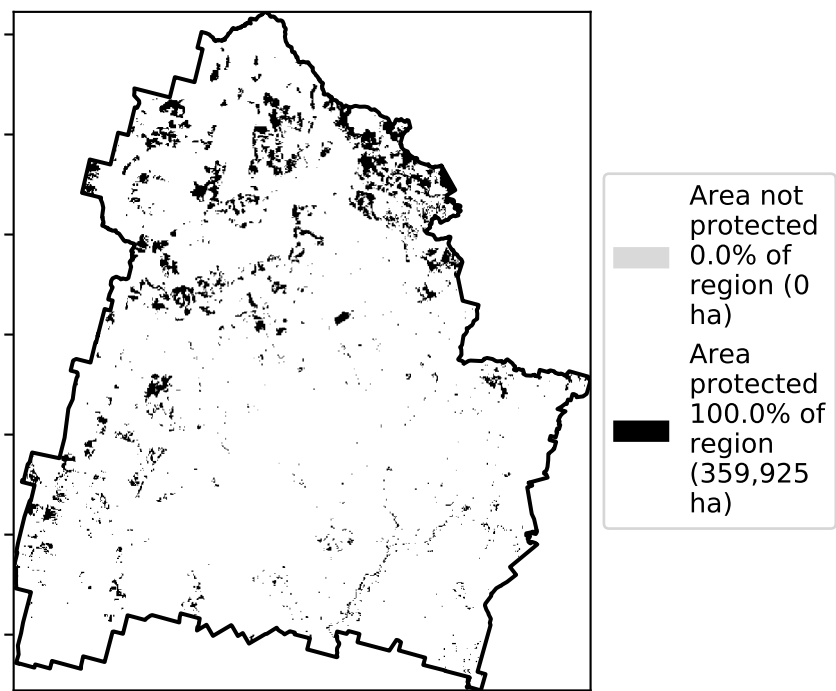 Area not
protected
0.0% of
region (0
ha)
Area
protected
100.0% of
region
(359,925
ha)